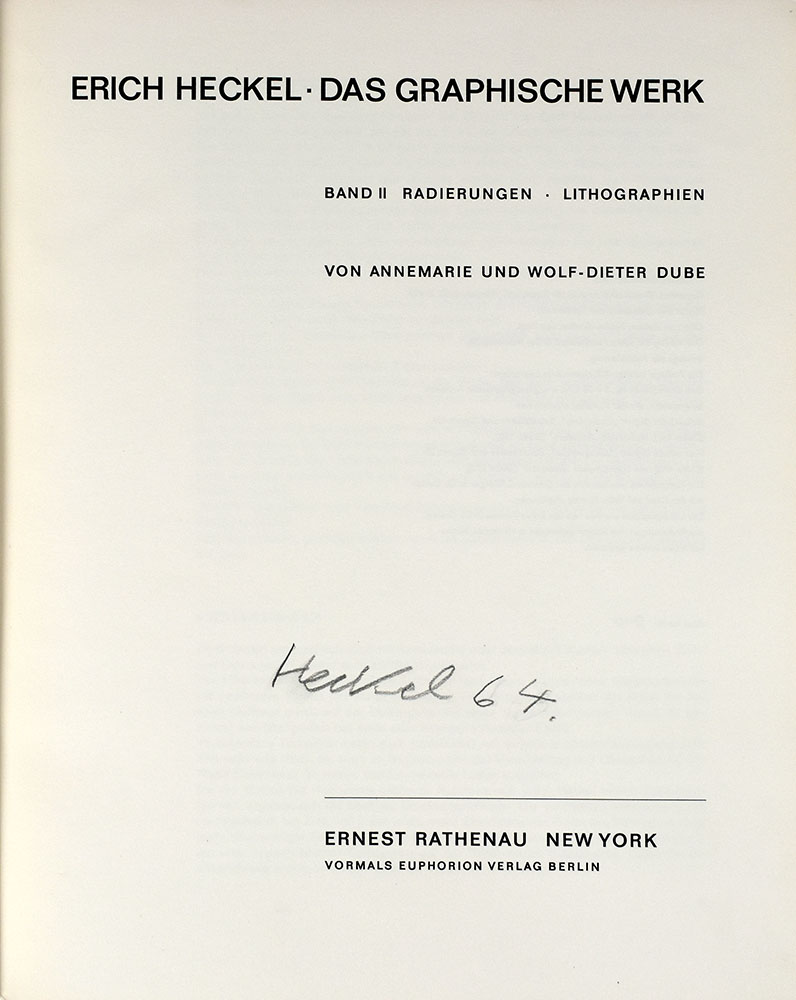 ERICH HECKEL · DAS GRAPHISCHE WERK
BAND II RADIERUNGEN · LITHOGRAPHIEN
VON ANNEMARIE UND WOLF-DIETER DUBE
Heckel 64.
ERNEST RATHENAU NEW YORK
VORMALS EUPHORION VERLAG BERLIN